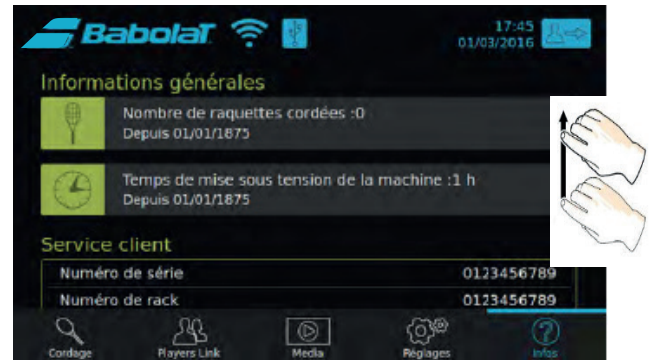 BabolaT
17:45
01/03/2016
Informations générales
Nombre de raquettes cordées :0
Depuis 01/01/1875
Temps de mise sous tension de la machine :1 h
Depuis 01/01/1875
Service client
Numéro de série 0123456789
Numéro de rack 0123456789
Cordage Players Link Media Réglages Infos